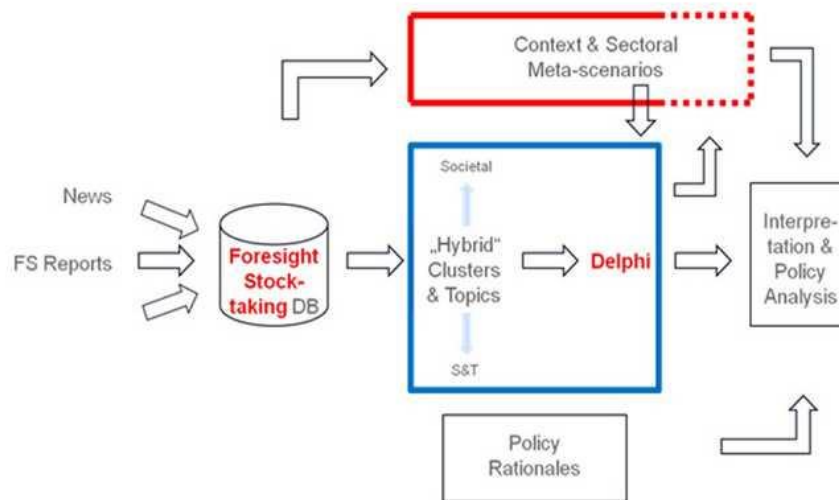 Context & Sectoral
Meta-scenarios
News
FS Reports
Foresight
Stock-
taking DB
Societal
„Hybrid“
Clusters
& Topics
S&T
Delphi
Interpre-
tation &
Policy
Analysis
Policy
Rationales